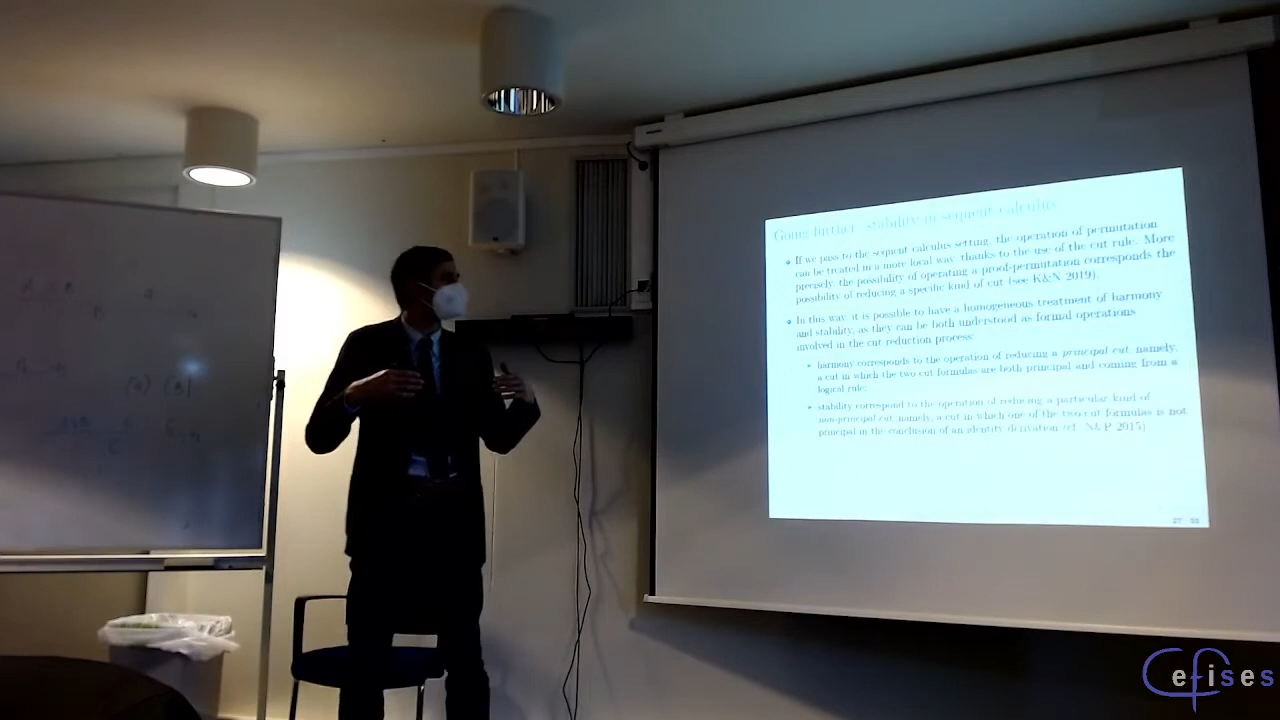 Going further: stability in sequent calculus
If we pass to the sequent calculus setting, the operation of permutation
can be treated in a more local way, thanks to the use of the cut rule. More
precisely, the possibility of operating a proof-permutation corresponds the
possibility of reducing a specific kind of cut (see K&N 2019).
In this way, it is possible to have a homogeneous treatment of harmony
and stability, as they can be both understood as formal operations
involved in the cut reduction process:
harmony corresponds to the operation of reducing a principal cut, namely,
a cut in which the two cut formulas are both principal and coming from a
logical rule;
stability correspond to the operation of reducing a particular kind of
non-principal cut, namely, a cut in which one of the two cut formulas is not
principal in the conclusion of an identity derivation (cf. N&P 2015)
Cefises